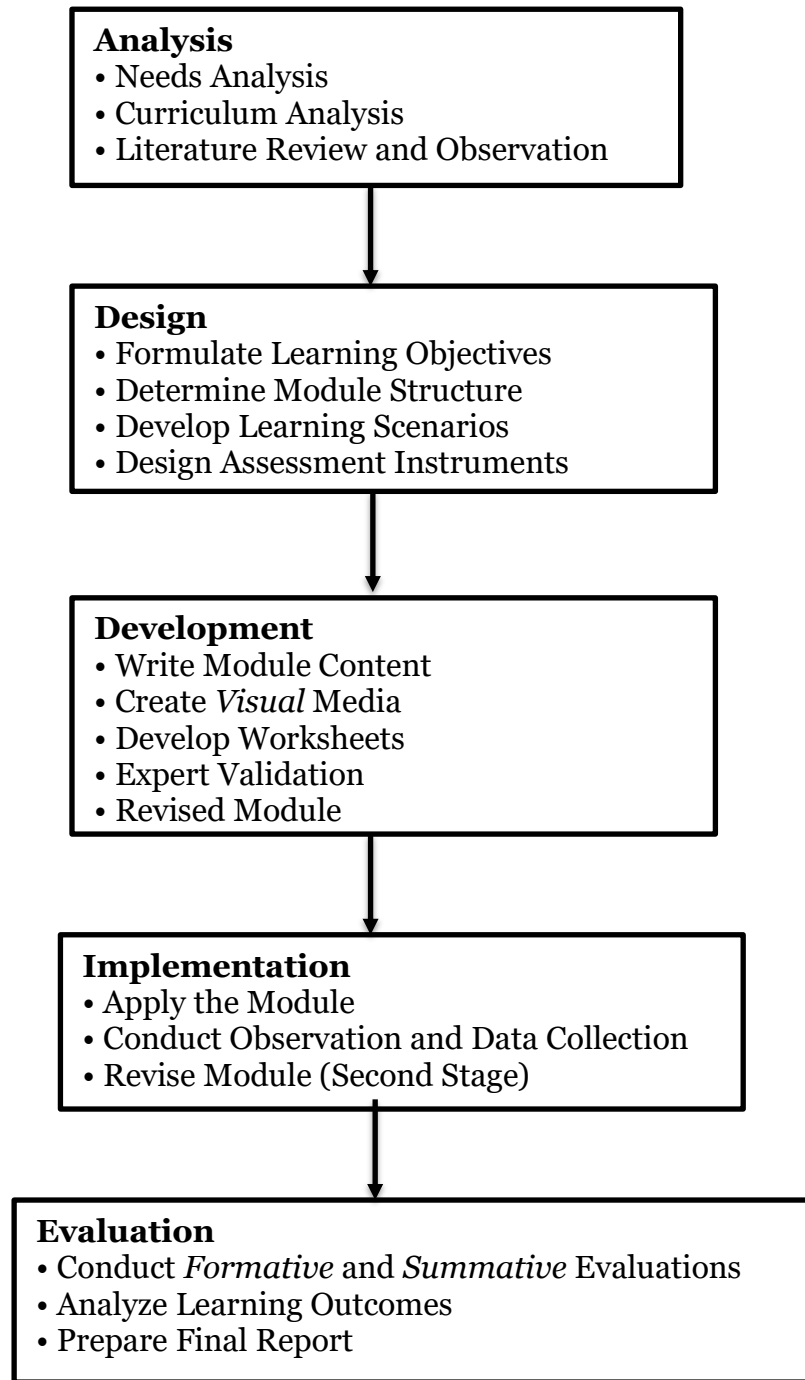 Analysis
• Needs Analysis
• Curriculum Analysis
• Literature Review and Observation
Design
• Formulate Learning Objectives
• Determine Module Structure
• Develop Learning Scenarios
• Design Assessment Instruments
Development
• Write Module Content
• Create Visual Media
• Develop Worksheets
• Expert Validation
• Revised Module
Implementation
• Apply the Module
• Conduct Observation and Data Collection
• Revise Module (Second Stage)
Evaluation
• Conduct Formative and Summative Evaluations
• Analyze Learning Outcomes
• Prepare Final Report